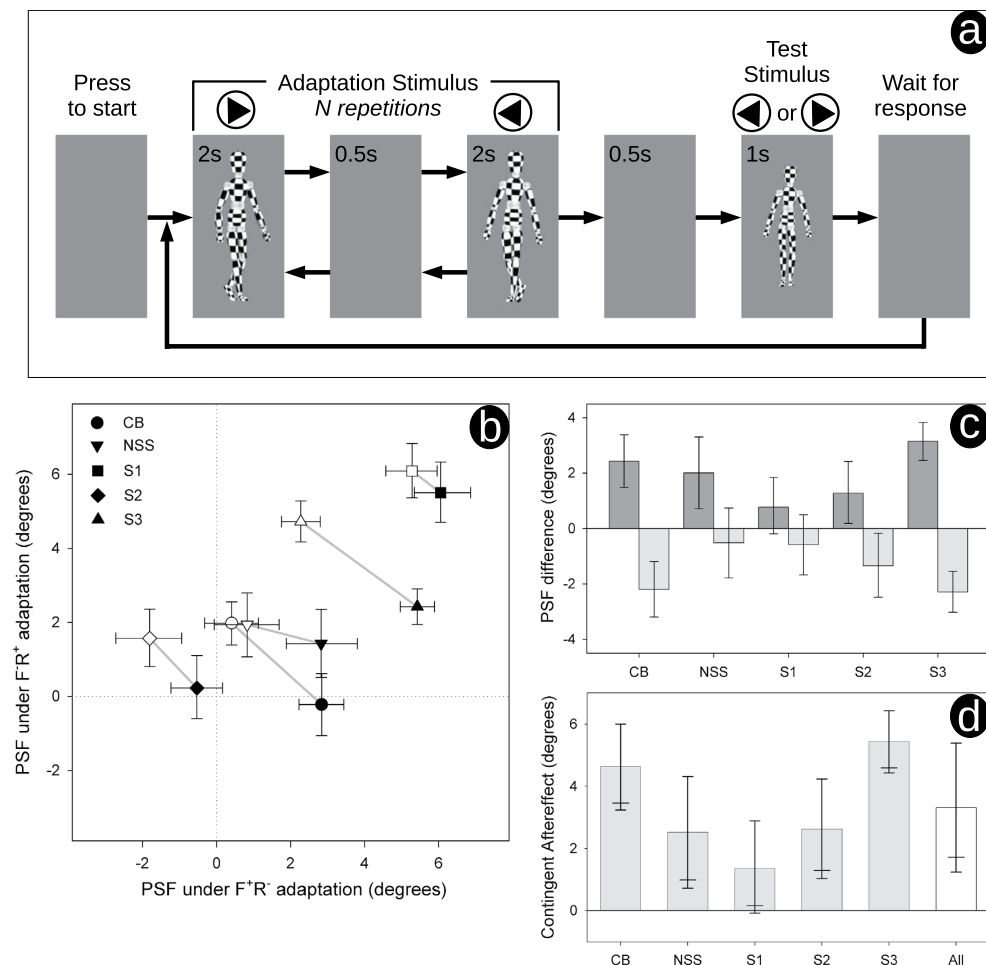 a
Press
to start
Adaptation Stimulus
N repetitions
Test
Stimulus
or
Wait for
response
2s
0.5s
2s
0.5s
1s
b
CB
NSS
S1
S2
S3
PSF under F⁻R⁺ adaptation (degrees)
6
4
2
0
-2
-2 0 2 4 6
PSF under F⁺R⁻ adaptation (degrees)
c
PSF difference (degrees)
4
2
0
-2
-4
CB NSS S1 S2 S3
d
Contingent Aftereffect (degrees)
6
4
2
0
CB NSS S1 S2 S3 All